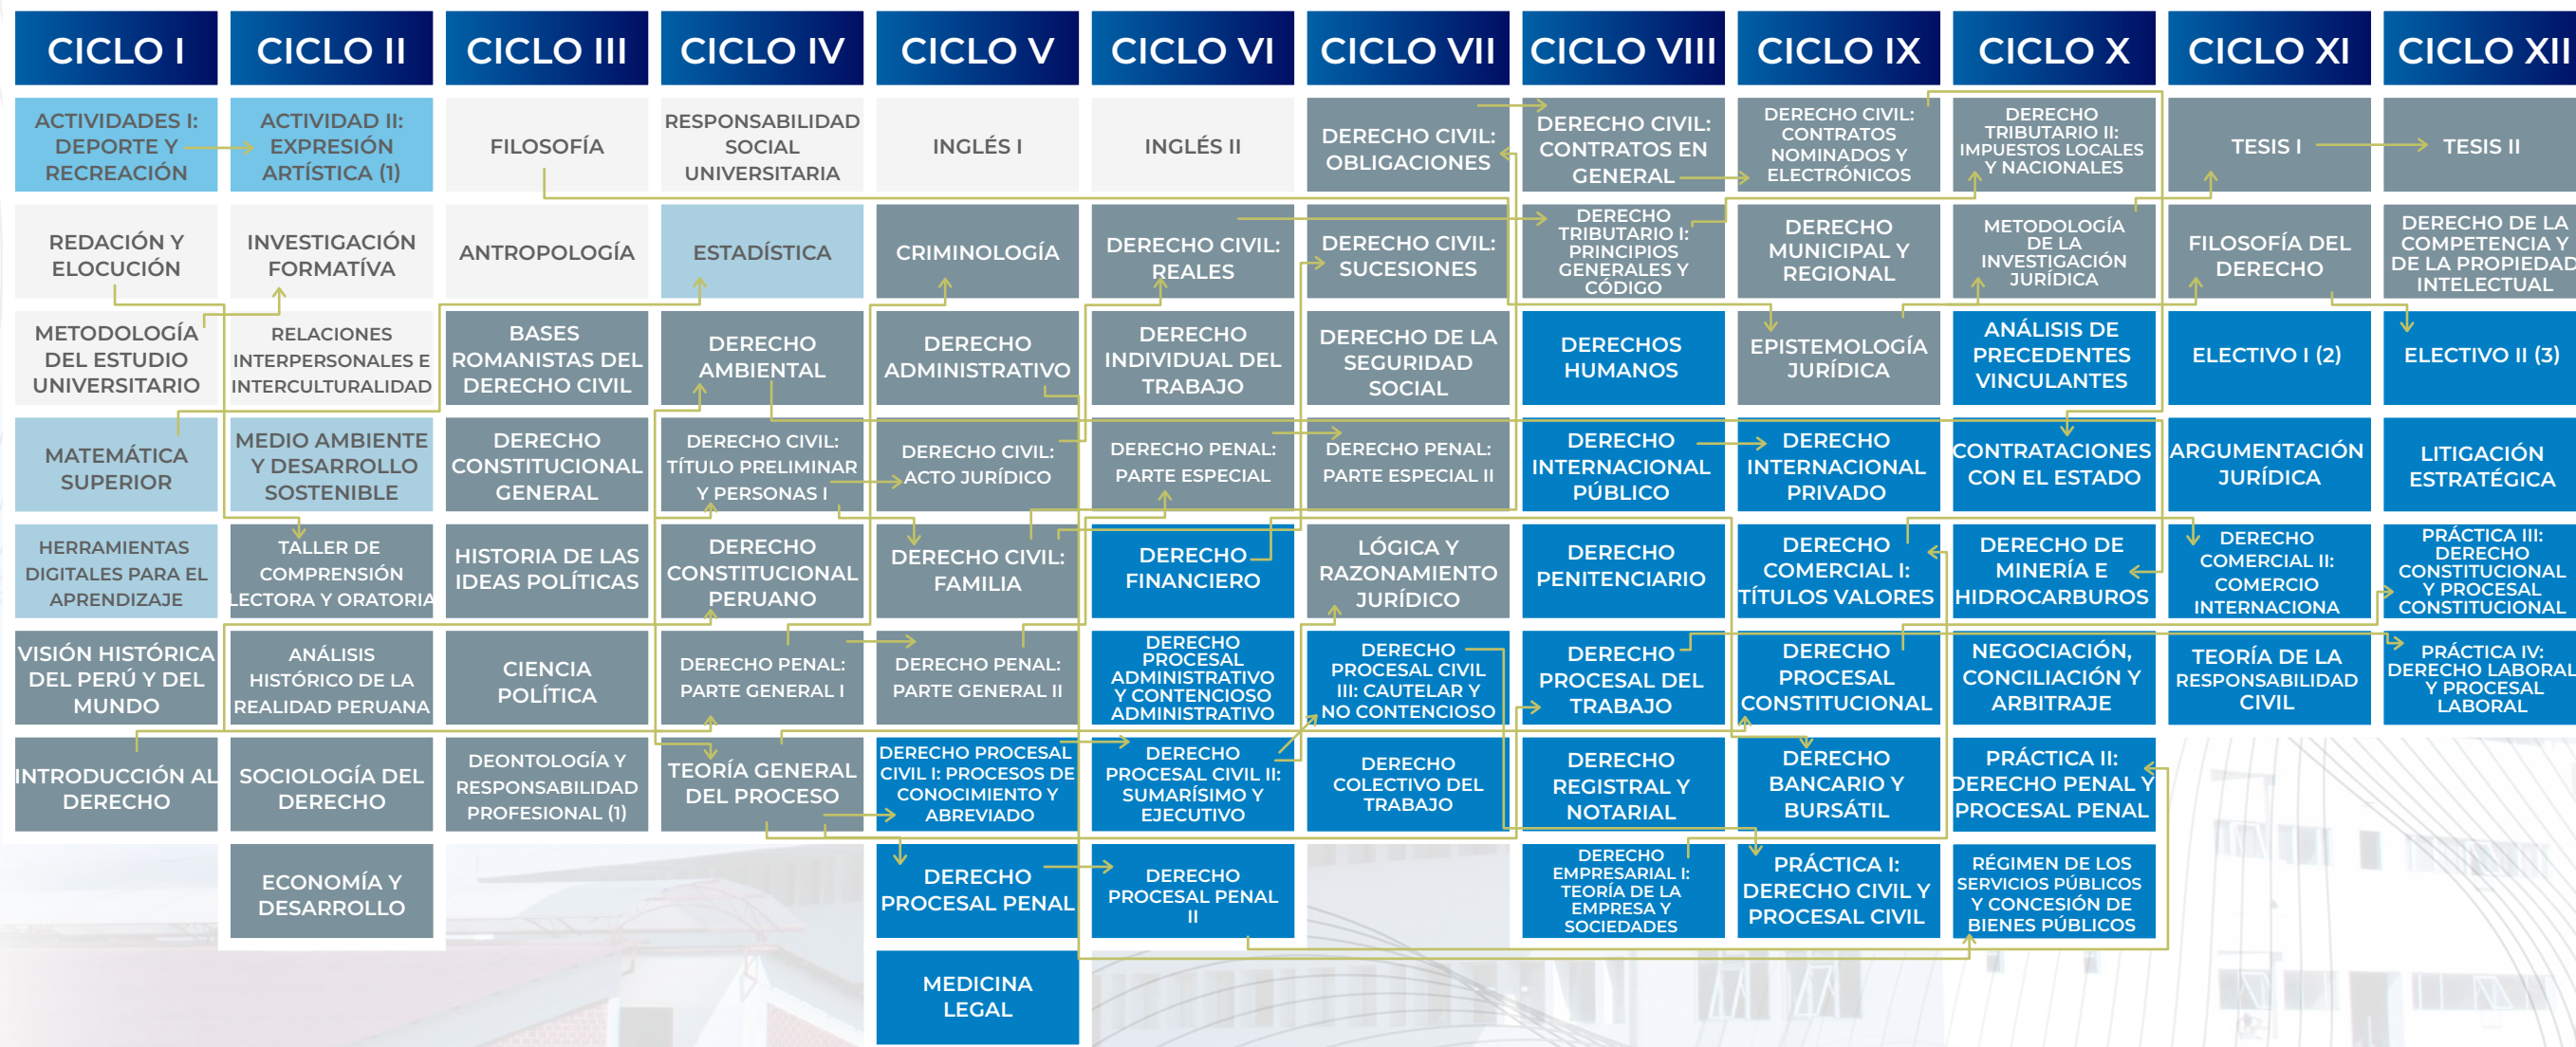 CICLO I
CICLO II
CICLO III
CICLO IV
CICLO V
CICLO VI
CICLO VII
CICLO VIII
CICLO IX
CICLO X
CICLO XI
CICLO XII
ACTIVIDADES I:
DEPORTE Y
RECREACIÓN
ACTIVIDAD II:
EXPRESIÓN
ARTÍSTICA (1)
FILOSOFÍA
RESPONSABILIDAD
SOCIAL
UNIVERSITARIA
INGLÉS I
INGLÉS II
DERECHO CIVIL:
OBLIGACIONES
DERECHO CIVIL:
CONTRATOS EN
GENERAL
DERECHO CIVIL:
CONTRATOS
NOMINADOS Y
ELECTRÓNICOS
DERECHO
TRIBUTARIO II:
IMPUESTOS LOCALES
Y NACIONALES
TESIS I
TESIS II
REDACIÓN Y
ELOCUCIÓN
INVESTIGACIÓN
FORMATÍVA
ANTROPOLOGÍA
ESTADÍSTICA
CRIMINOLOGÍA
DERECHO CIVIL:
REALES
DERECHO CIVIL:
SUCESIONES
DERECHO
TRIBUTARIO I:
PRINCIPIOS
GENERALES Y
CÓDIGO
DERECHO
MUNICIPAL Y
REGIONAL
METODOLOGÍA
DE LA
INVESTIGACIÓN
JURÍDICA
FILOSOFÍA DEL
DERECHO
DERECHO DE LA
COMPETENCIA Y
DE LA PROPIEDAD
INTELECTUAL
METODOLOGÍA
DEL ESTUDIO
UNIVERSITARIO
RELACIONES
INTERPERSONALES E
INTERCULTURALIDAD
BASES
ROMANISTAS DEL
DERECHO CIVIL
DERECHO
AMBIENTAL
DERECHO
ADMINISTRATIVO
DERECHO
INDIVIDUAL DEL
TRABAJO
DERECHO DE LA
SEGURIDAD
SOCIAL
DERECHOS
HUMANOS
EPISTEMOLOGÍA
JURÍDICA
ANÁLISIS DE
PRECEDENTES
VINCULANTES
ELECTIVO I (2)
ELECTIVO II (3)
MATEMÁTICA
SUPERIOR
MEDIO AMBIENTE
Y DESARROLLO
SOSTENIBLE
DERECHO
CONSTITUCIONAL
GENERAL
DERECHO CIVIL:
TÍTULO PRELIMINAR
Y PERSONAS I
DERECHO CIVIL:
ACTO JURÍDICO
DERECHO PENAL:
PARTE ESPECIAL
DERECHO PENAL:
PARTE ESPECIAL II
DERECHO
INTERNACIONAL
PÚBLICO
DERECHO
INTERNACIONAL
PRIVADO
CONTRATACIONES
CON EL ESTADO
ARGUMENTACIÓN
JURÍDICA
LITIGACIÓN
ESTRATÉGICA
HERRAMIENTAS
DIGITALES PARA EL
APRENDIZAJE
TALLER DE
COMPRENSIÓN
LECTORA Y ORATORIA
HISTORIA DE LAS
IDEAS POLÍTICAS
DERECHO
CONSTITUCIONAL
PERUANO
DERECHO CIVIL:
FAMILIA
DERECHO
FINANCIERO
LÓGICA Y
RAZONAMIENTO
JURÍDICO
DERECHO
PENITENCIARIO
DERECHO
COMERCIAL I:
TÍTULOS VALORES
DERECHO DE
MINERÍA E
HIDROCARBUROS
DERECHO
COMERCIAL II:
COMERCIO
INTERNACIONA
PRÁCTICA III:
DERECHO
CONSTITUCIONAL
Y PROCESAL
CONSTITUCIONAL
VISIÓN HISTÓRICA
DEL PERÚ Y DEL
MUNDO
ANÁLISIS
HISTÓRICO DE LA
REALIDAD PERUANA
CIENCIA
POLÍTICA
DERECHO PENAL:
PARTE GENERAL I
DERECHO PENAL:
PARTE GENERAL II
DERECHO
PROCESAL
ADMINISTRATIVO
Y CONTENCIOSO
ADMINISTRATIVO
DERECHO
PROCESAL CIVIL
III: CAUTELAR Y
NO CONTENCIOSO
DERECHO
PROCESAL DEL
TRABAJO
DERECHO
PROCESAL
CONSTITUCIONAL
NEGOCIACIÓN,
CONCILIACIÓN Y
ARBITRAJE
TEORÍA DE LA
RESPONSABILIDAD
CIVIL
PRÁCTICA IV:
DERECHO LABORAL
Y PROCESAL
LABORAL
INTRODUCCIÓN AL
DERECHO
SOCIOLOGÍA DEL
DERECHO
DEONTOLOGÍA Y
RESPONSABILIDAD
PROFESIONAL (1)
TEORÍA GENERAL
DEL PROCESO
DERECHO PROCESAL
CIVIL I: PROCESOS DE
CONOCIMIENTO Y
ABREVIADO
DERECHO
PROCESAL CIVIL II:
SUMARÍSIMO Y
EJECUTIVO
DERECHO
COLECTIVO DEL
TRABAJO
DERECHO
REGISTRAL Y
NOTARIAL
DERECHO
BANCARIO Y
BURSÁTIL
PRÁCTICA II:
DERECHO PENAL Y
PROCESAL PENAL
ECONOMÍA Y
DESARROLLO
DERECHO
PROCESAL PENAL
DERECHO
PROCESAL PENAL
II
DERECHO
EMPRESARIAL I:
TEORÍA DE LA
EMPRESA Y
SOCIEDADES
PRÁCTICA I:
DERECHO CIVIL Y
PROCESAL CIVIL
RÉGIMEN DE LOS
SERVICIOS PÚBLICOS
Y CONCESIÓN DE
BIENES PÚBLICOS
MEDICINA
LEGAL